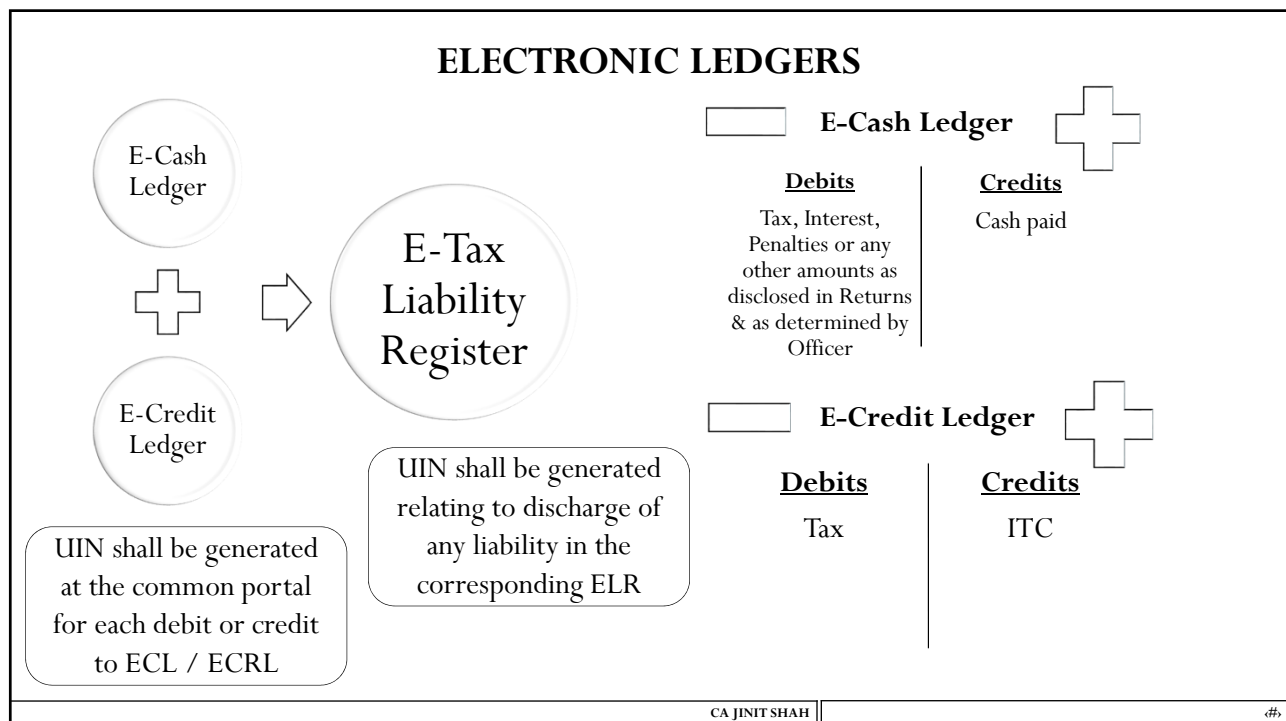 ELECTRONIC LEDGERS
E-Cash
Ledger
E-Credit
Ledger
E-Tax
Liability
Register
UIN shall be generated
at the common portal
for each debit or credit
to ECL / ECRL
UIN shall be generated
relating to discharge of
any liability in the
corresponding ELR
E-Cash Ledger
Debits
Tax, Interest,
Penalties or any
other amounts as
disclosed in Returns
& as determined by
Officer
Credits
Cash paid
E-Credit Ledger
Debits
Tax
Credits
ITC
CA JINIT SHAH
‹#›